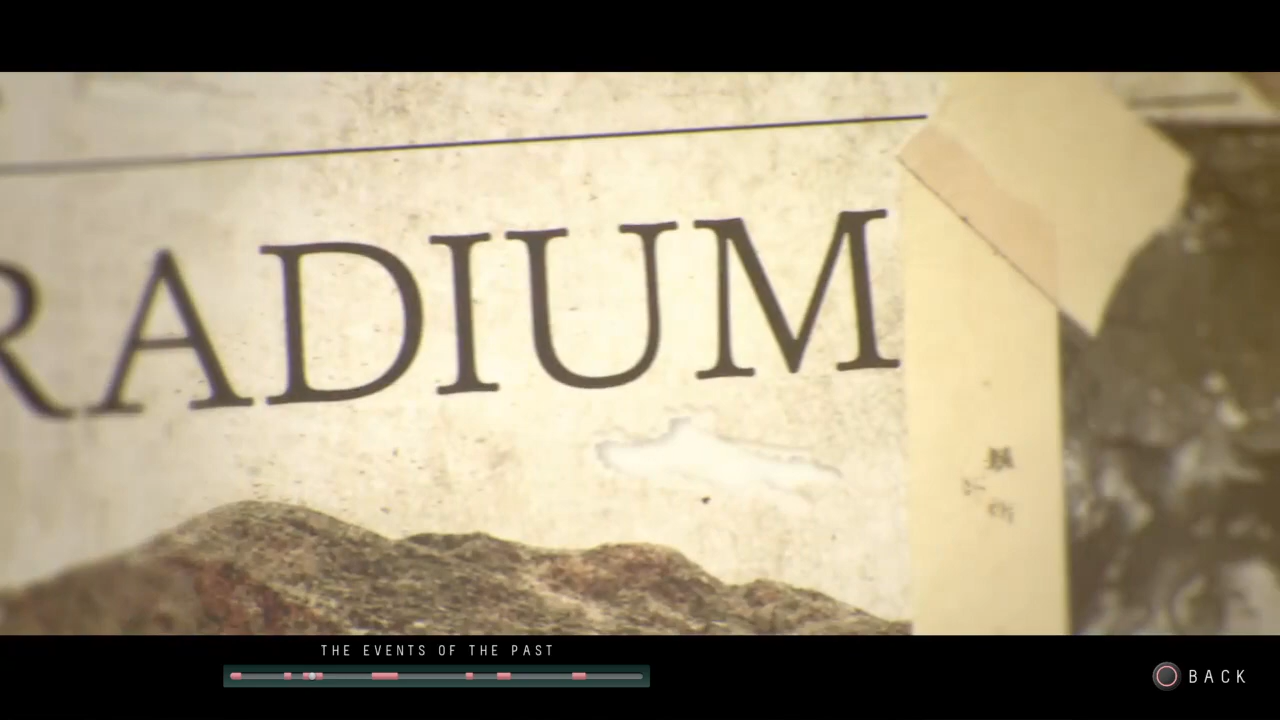 RADIUM
THE EVENTS OF THE PAST
BACK